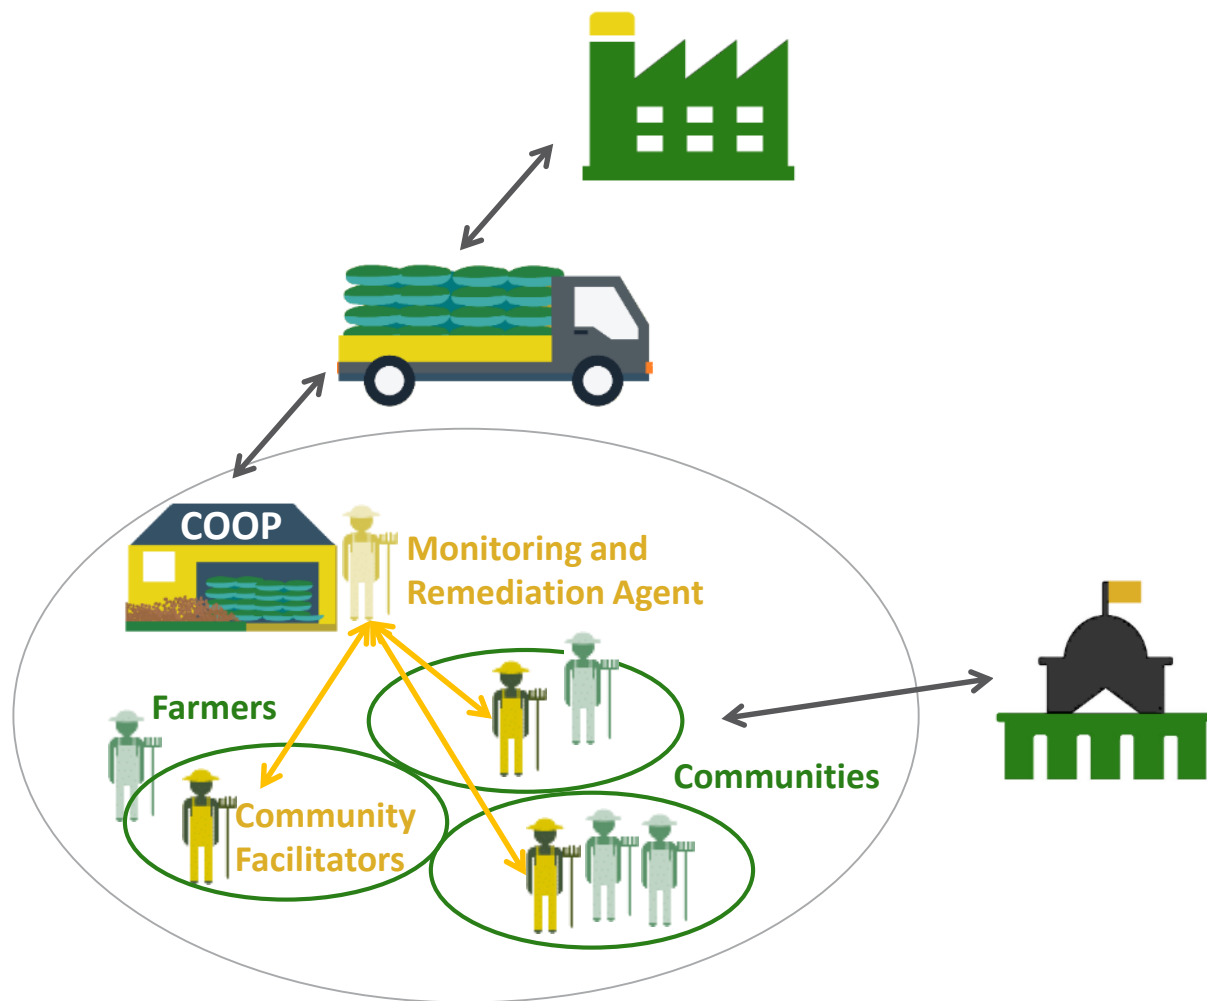 COOP
Monitoring and
Remediation Agent
Farmers
Communities
Community
Facilitators